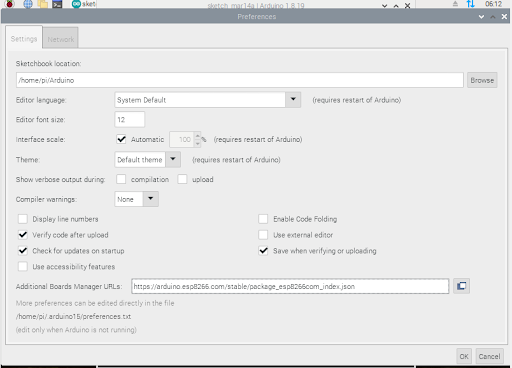 sket
sketch_mar14a | Arduino 1.8.19
06:12
Preferences
Settings
Network
Sketchbook location:
/home/pi/Arduino
Browse
Editor language: System Default (requires restart of Arduino)
Editor font size: 12
Interface scale: Automatic 100 % (requires restart of Arduino)
Theme: Default theme (requires restart of Arduino)
Show verbose output during: compilation upload
Compiler warnings: None
Display line numbers
Enable Code Folding
Verify code after upload
Use external editor
Check for updates on startup
Save when verifying or uploading
Use accessibility features
Additional Boards Manager URLs: https://arduino.esp8266.com/stable/package_esp8266com_index.json
More preferences can be edited directly in the file
/home/pi/.arduino15/preferences.txt
(edit only when Arduino is not running)
OK Cancel